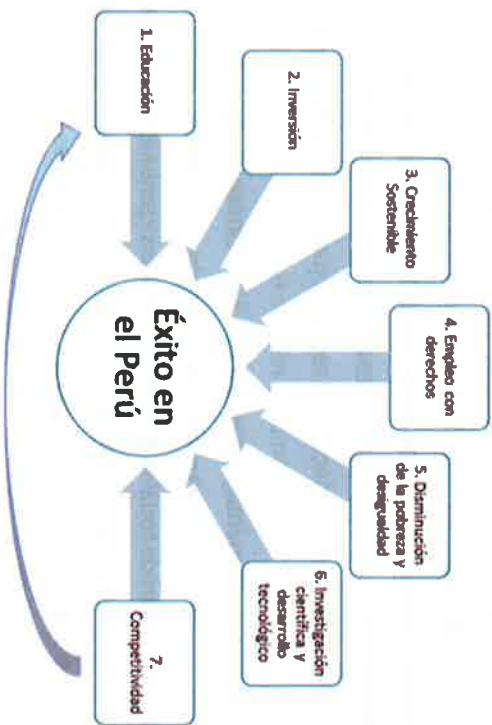 1. Educación
2. Inversión
3. Crecimiento
Sostenible
4. Empleo con
derechos
5. Disminución
de la pobreza y
desigualdad
6. Investigación
científica y
desarrollo
tecnológico
7.
Competitividad
Éxito en
el Perú